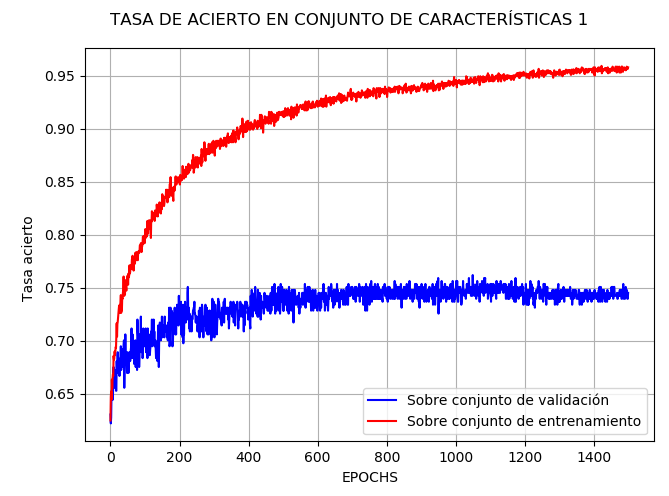 TASA DE ACIERTO EN CONJUNTO DE CARACTERÍSTICAS 1
Tasa acierto
0.95
0.90
0.85
0.80
0.75
0.70
0.65
0 200 400 600 800 1000 1200 1400
EPOCHS
Sobre conjunto de validación
Sobre conjunto de entrenamiento